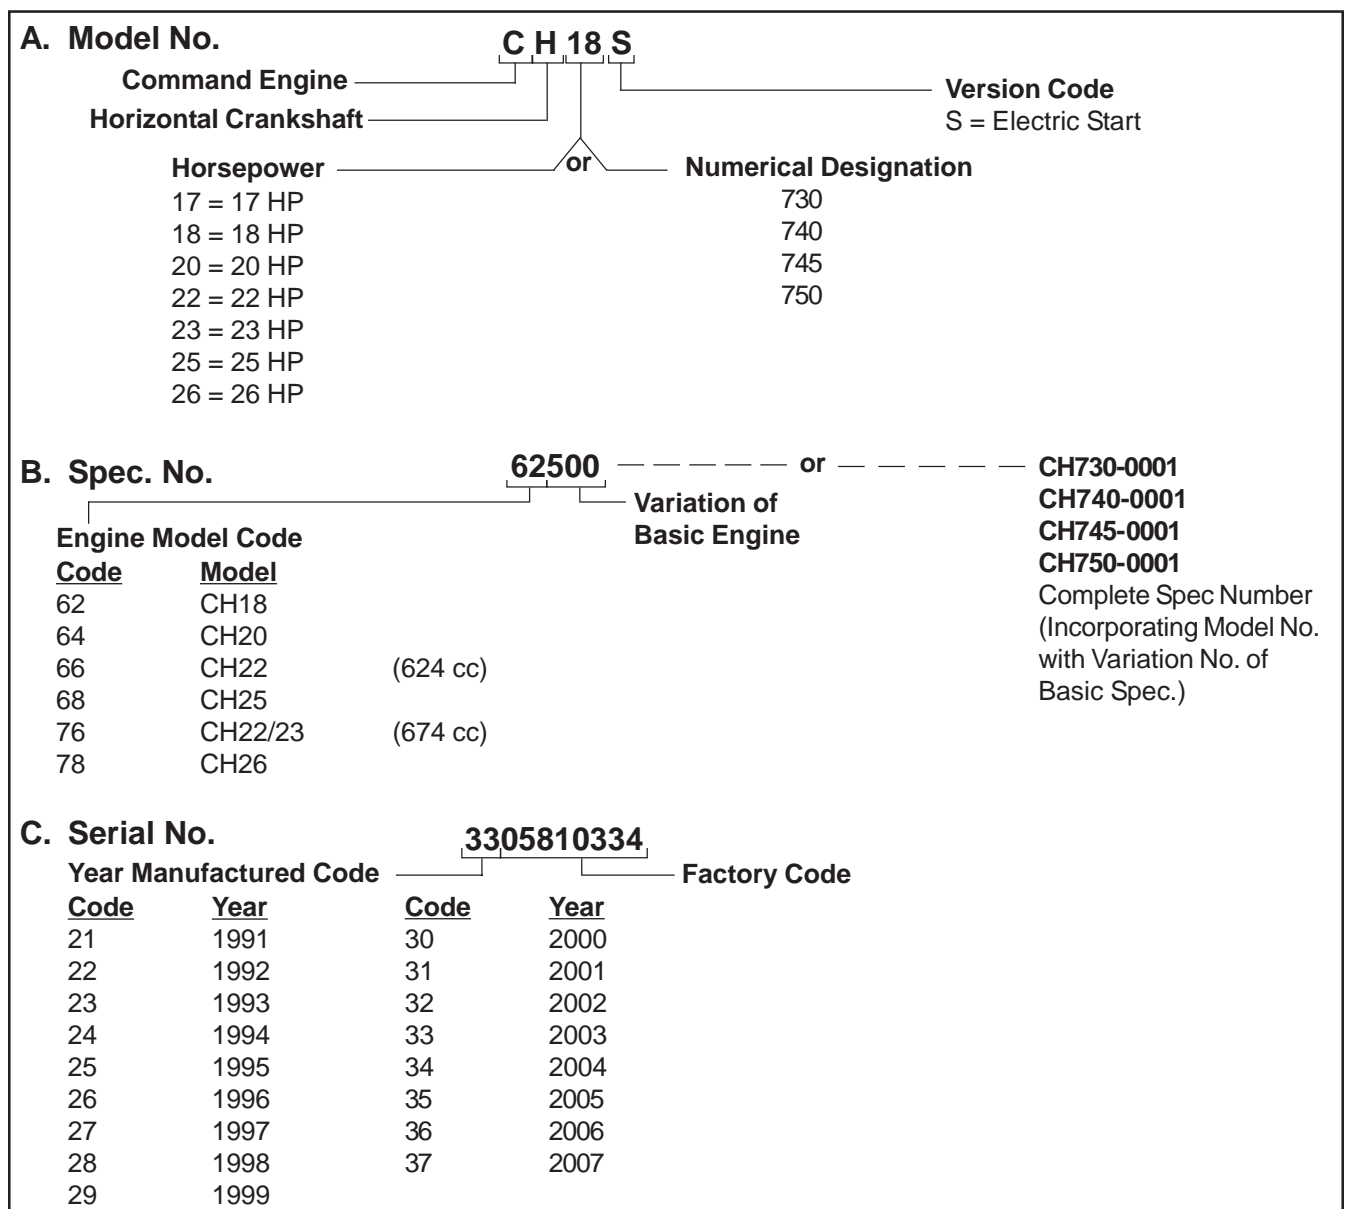 A. Model No.
C H 18 S
Command Engine
Version Code
Horizontal Crankshaft
S = Electric Start
Horsepower
or
Numerical Designation
17 = 17 HP
730
18 = 18 HP
740
20 = 20 HP
745
22 = 22 HP
750
23 = 23 HP
25 = 25 HP
26 = 26 HP
B. Spec. No.
62500
or
CH730-0001
CH740-0001
CH745-0001
CH750-0001
Complete Spec Number
(Incorporating Model No.
with Variation No. of
Basic Spec.)
Variation of
Basic Engine
Engine Model Code
Code Model
62 CH18
64 CH20
66 CH22 (624 cc)
68 CH25
76 CH22/23 (674 cc)
78 CH26
C. Serial No.
3305810334
Year Manufactured Code
Factory Code
Code Year Code Year
21 1991 30 2000
22 1992 31 2001
23 1993 32 2002
24 1994 33 2003
25 1995 34 2004
26 1996 35 2005
27 1997 36 2006
28 1998 37 2007
29 1999